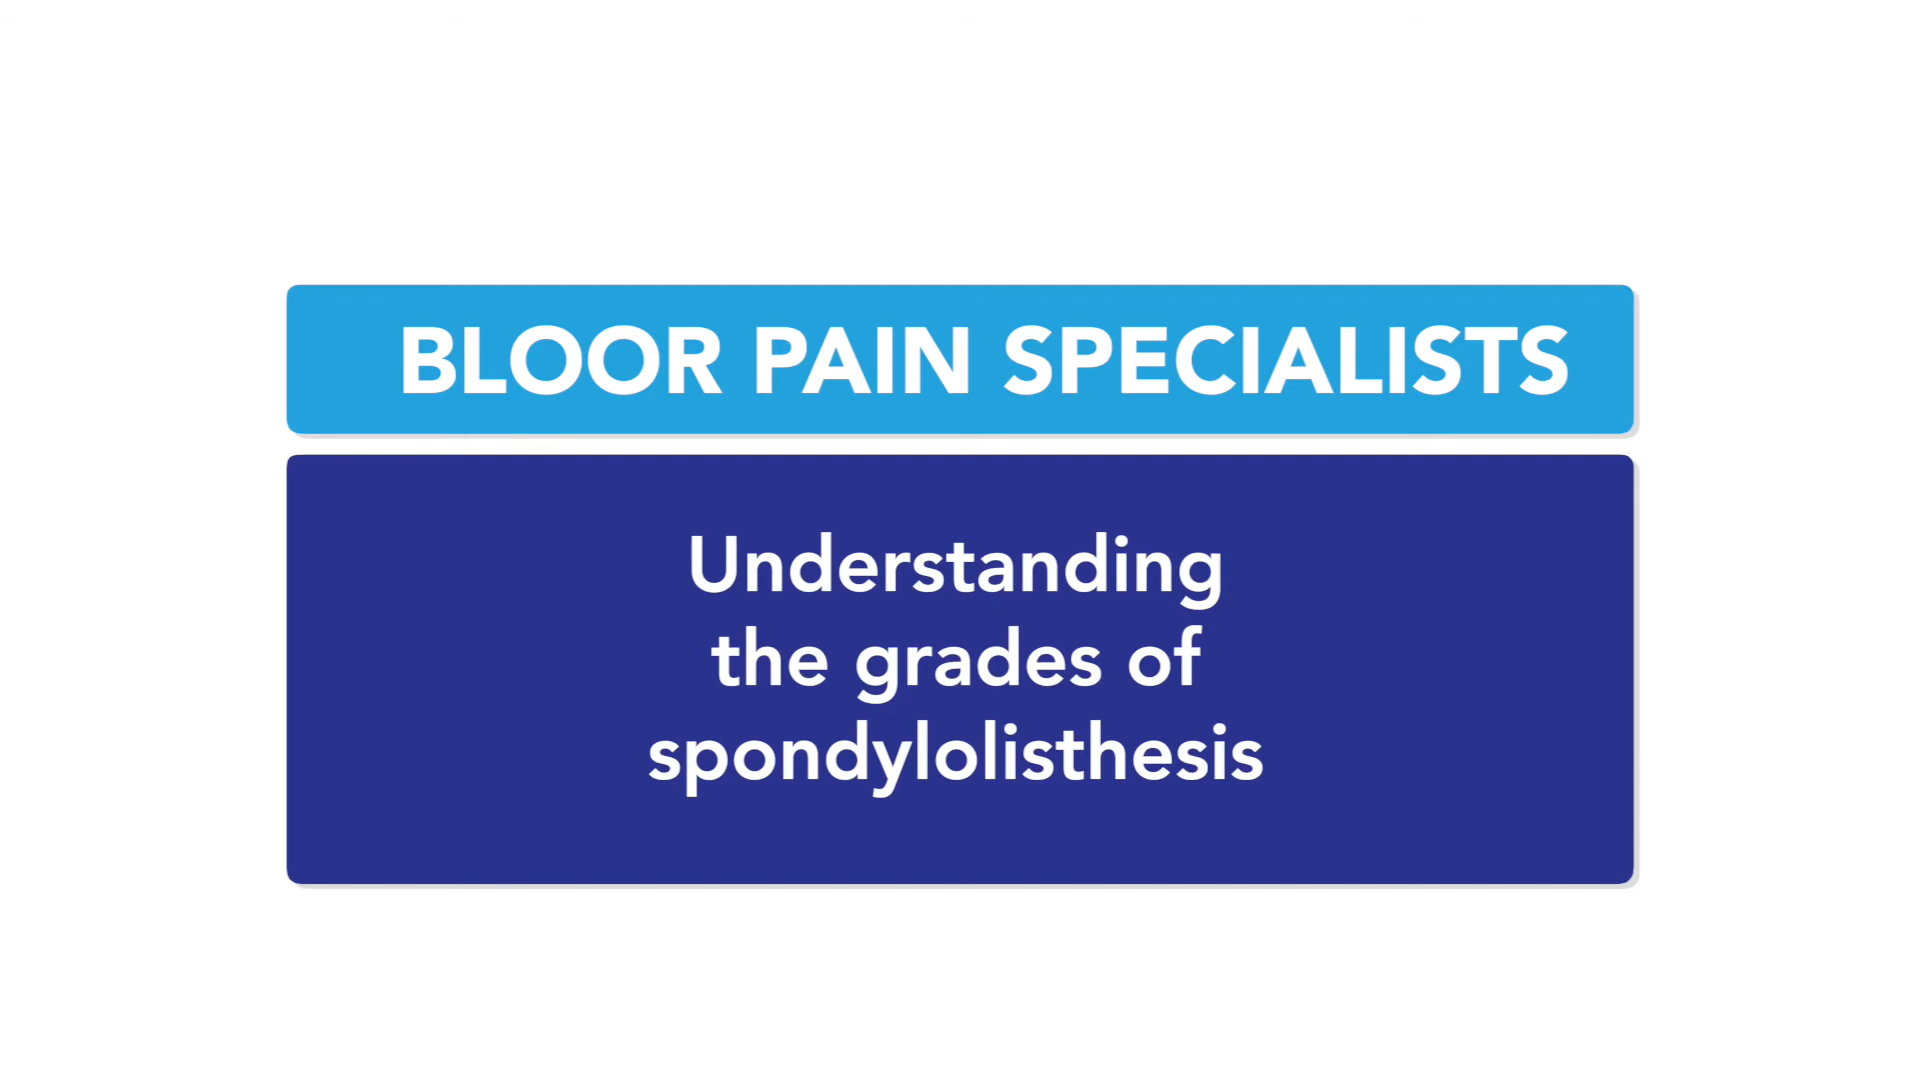 BLOOR PAIN SPECIALISTS
Understanding
the grades of
spondylolisthesis